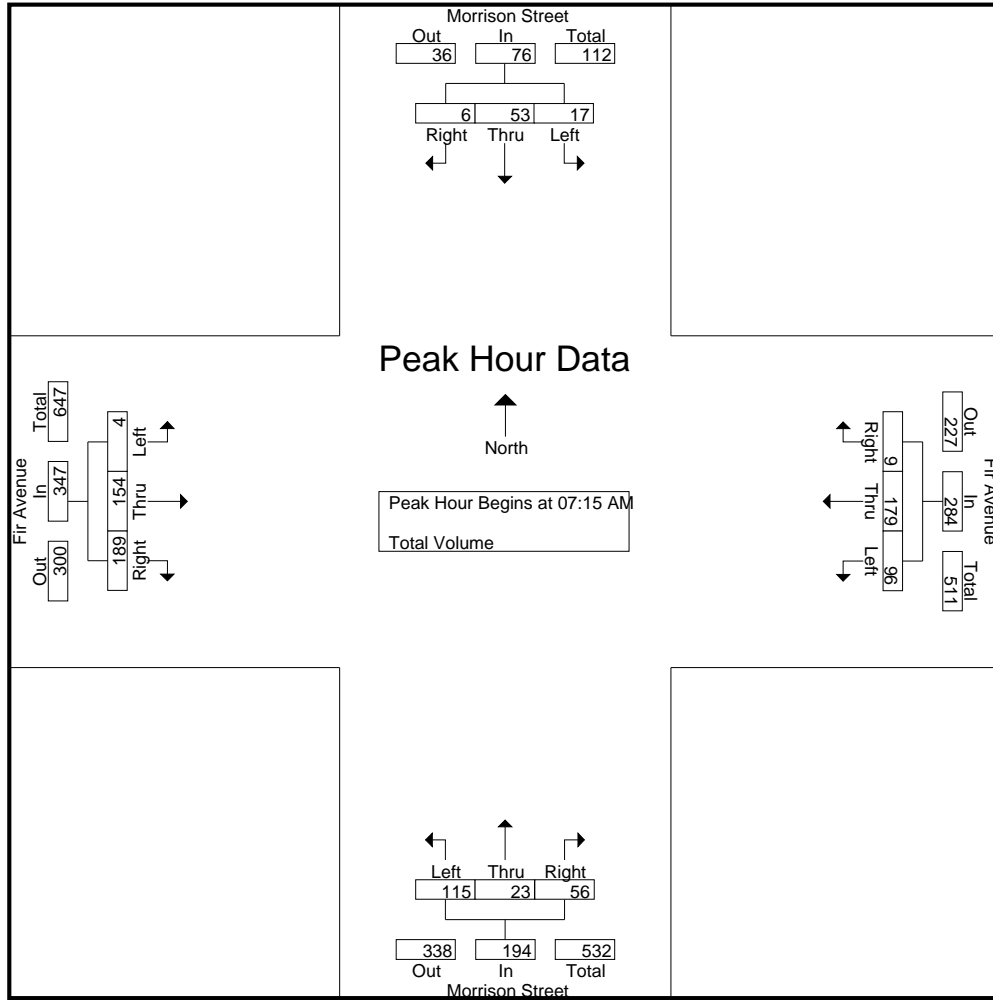 Morrison Street
Out In Total
36 76 112
6 53 17
Right Thru Left
Peak Hour Data
North
Peak Hour Begins at 07:15 AM
Total Volume
Fir Avenue
Total In Out
647 347 300
4 154 189
Left Thru Right
Fir Avenue
Out In Total
227 284 511
9 179 96
Right Thru Left
Left Thru Right
115 23 56
338 194 532
Out In Total
Morrison Street